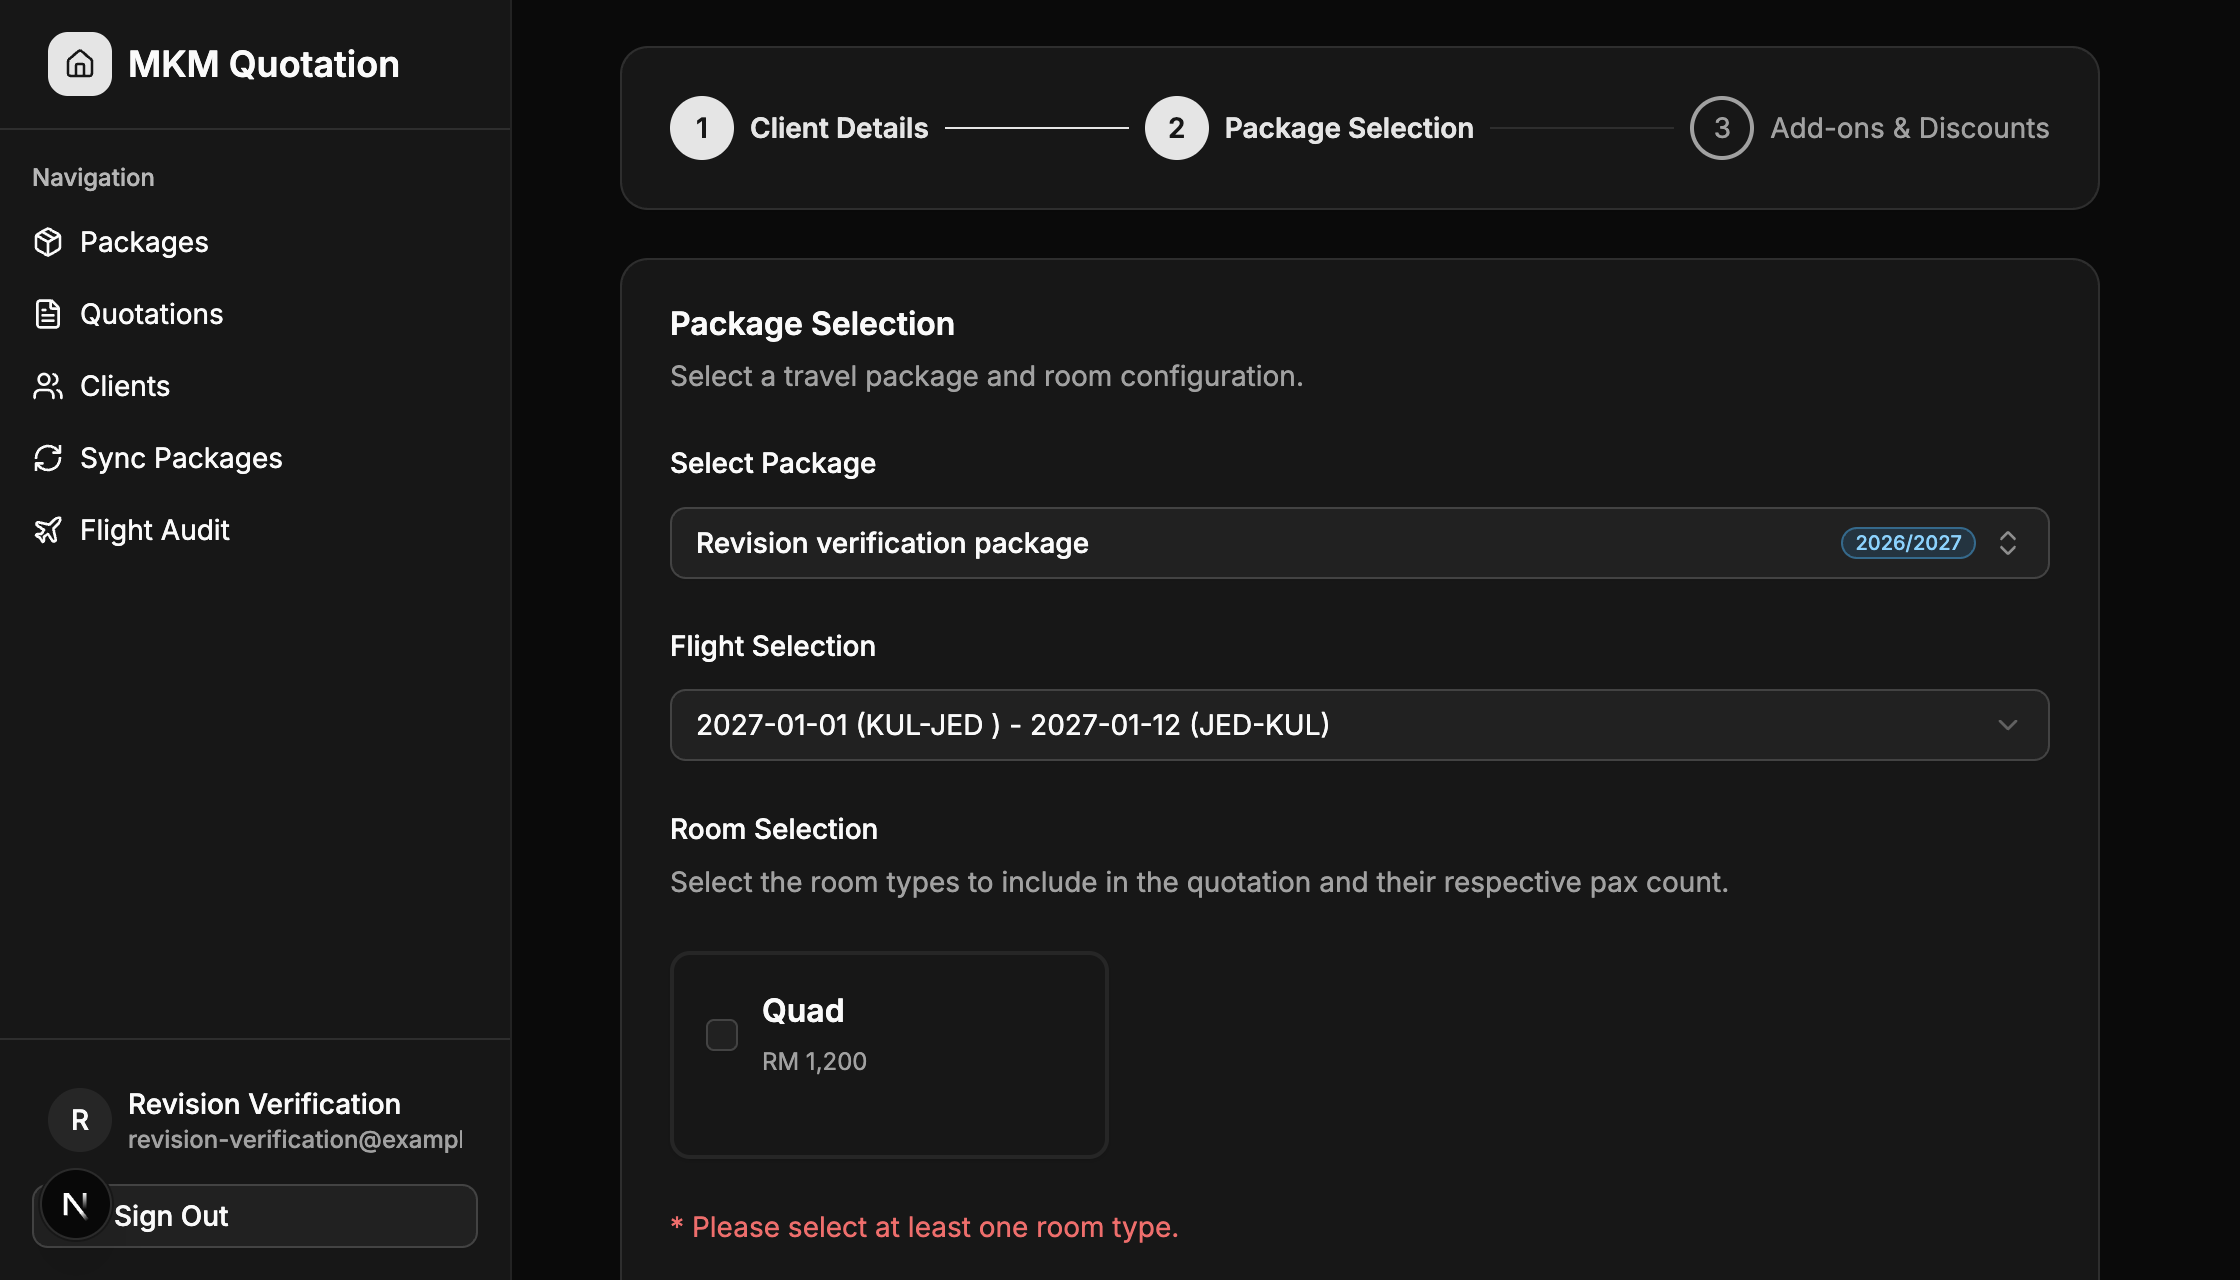 MKM Quotation
Navigation
Packages
Quotations
Clients
Sync Packages
Flight Audit
R
Revision Verification
revision-verification@exampl
N
Sign Out
1
Client Details
2
Package Selection
3
Add-ons & Discounts
Package Selection
Select a travel package and room configuration.
Select Package
Revision verification package
2026/2027
Flight Selection
2027-01-01 (KUL-JED ) - 2027-01-12 (JED-KUL)
Room Selection
Select the room types to include in the quotation and their respective pax count.
Quad
RM 1,200
* Please select at least one room type.